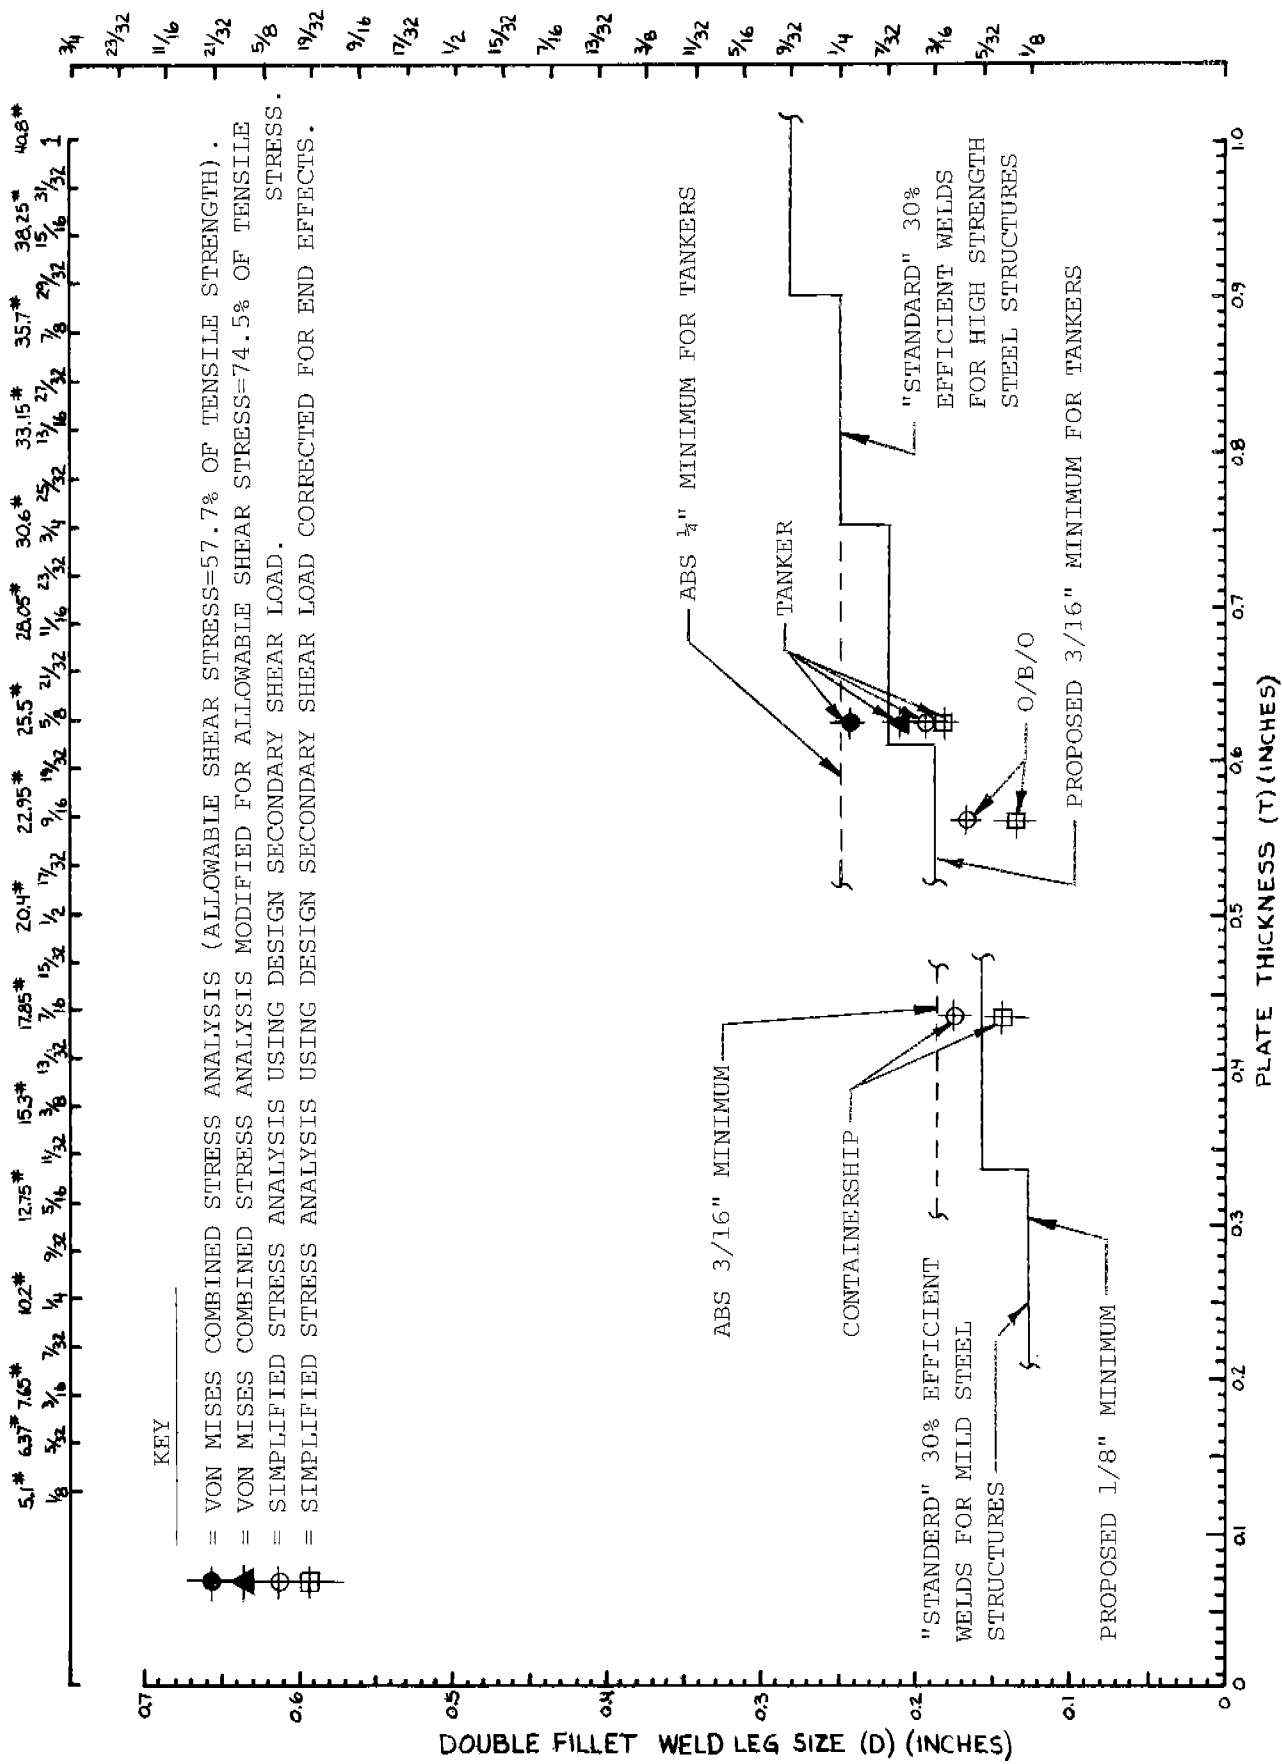 5.1# 6.37# 7.65# 10.2# 12.75# 15.3# 17.85# 20.4# 22.95# 25.5# 28.05# 30.6# 33.15# 35.7# 38.25# 40.8#
1/8 5/32 3/16 7/32 1/4 9/32 5/16 11/32 3/8 13/32 7/16 15/32 1/2 17/32 9/16 19/32 5/8 21/32 11/16 23/32 3/4 25/32 13/16 27/32 7/8 29/32 15/16 31/32 1
KEY
= VON MISES COMBINED STRESS ANALYSIS (ALLOWABLE SHEAR STRESS=57.7% OF TENSILE STRENGTH).
= VON MISES COMBINED STRESS ANALYSIS MODIFIED FOR ALLOWABLE SHEAR STRESS=74.5% OF TENSILE
STRESS.
= SIMPLIFIED STRESS ANALYSIS USING DESIGN SECONDARY SHEAR LOAD.
= SIMPLIFIED STRESS ANALYSIS USING DESIGN SECONDARY SHEAR LOAD CORRECTED FOR END EFFECTS.
ABS ¼" MINIMUM FOR TANKERS
TANKER
"STANDARD" 30%
EFFICIENT WELDS
FOR HIGH STRENGTH
STEEL STRUCTURES
O/B/O
PROPOSED 3/16" MINIMUM FOR TANKERS
ABS 3/16" MINIMUM
CONTAINERSHIP
"STANDERD" 30% EFFICIENT
WELDS FOR MILD STEEL
STRUCTURES
PROPOSED 1/8" MINIMUM
0.7 0.6 0.5 0.4 0.3 0.2 0.1 0
DOUBLE FILLET WELD LEG SIZE (D) (INCHES)
0 0.1 0.2 0.3 0.4 0.5 0.6 0.7 0.8 0.9 1.0
PLATE THICKNESS (T) (INCHES)
3/4 23/32 11/16 21/32 5/8 19/32 9/16 17/32 1/2 15/32 7/16 13/32 3/8 11/32 5/16 9/32 1/4 7/32 3/16 5/32 1/8